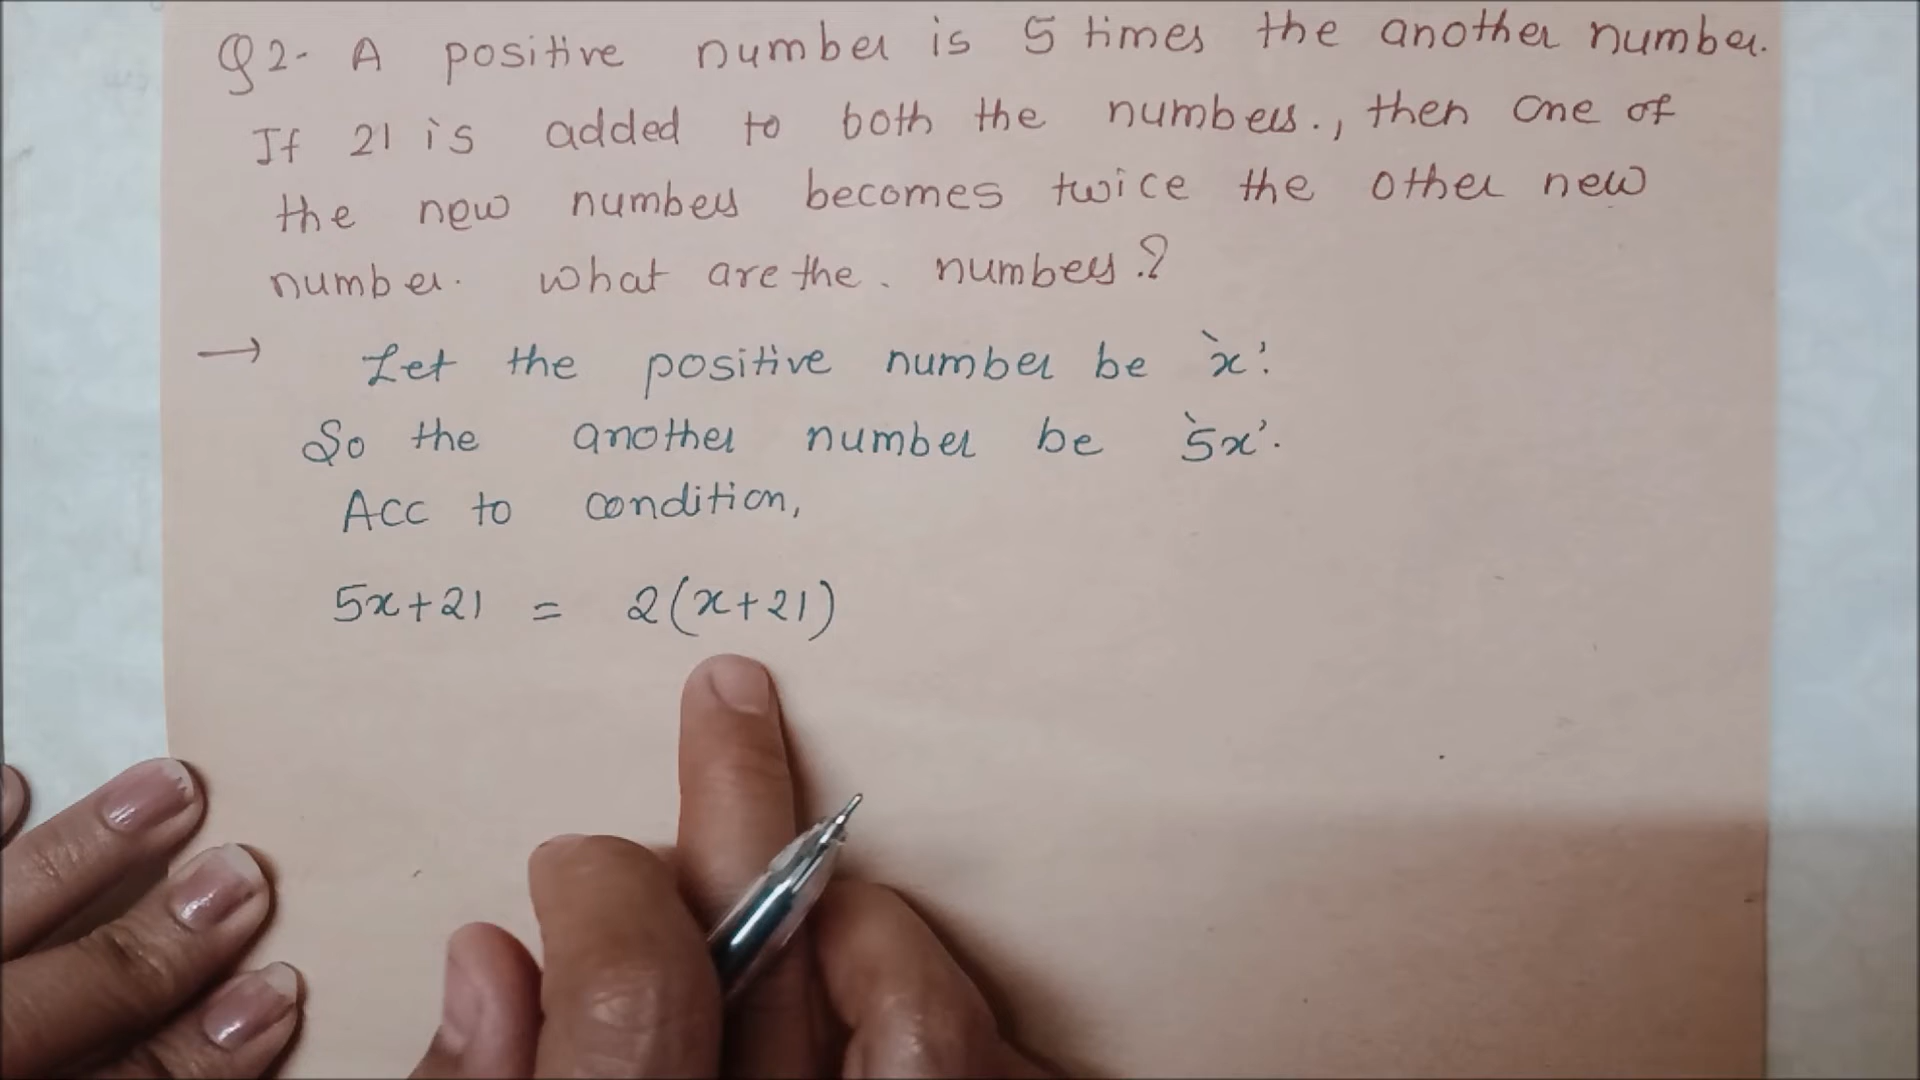 Q2- A positive number is 5 times the another number.
If 21 is added to both the numbers., then one of
the new numbers becomes twice the other new
number. what are the. numbers?
→ Let the positive number be `x'.
So the another number be `5x'.
Acc to condition,
5x+21 = 2(x+21)